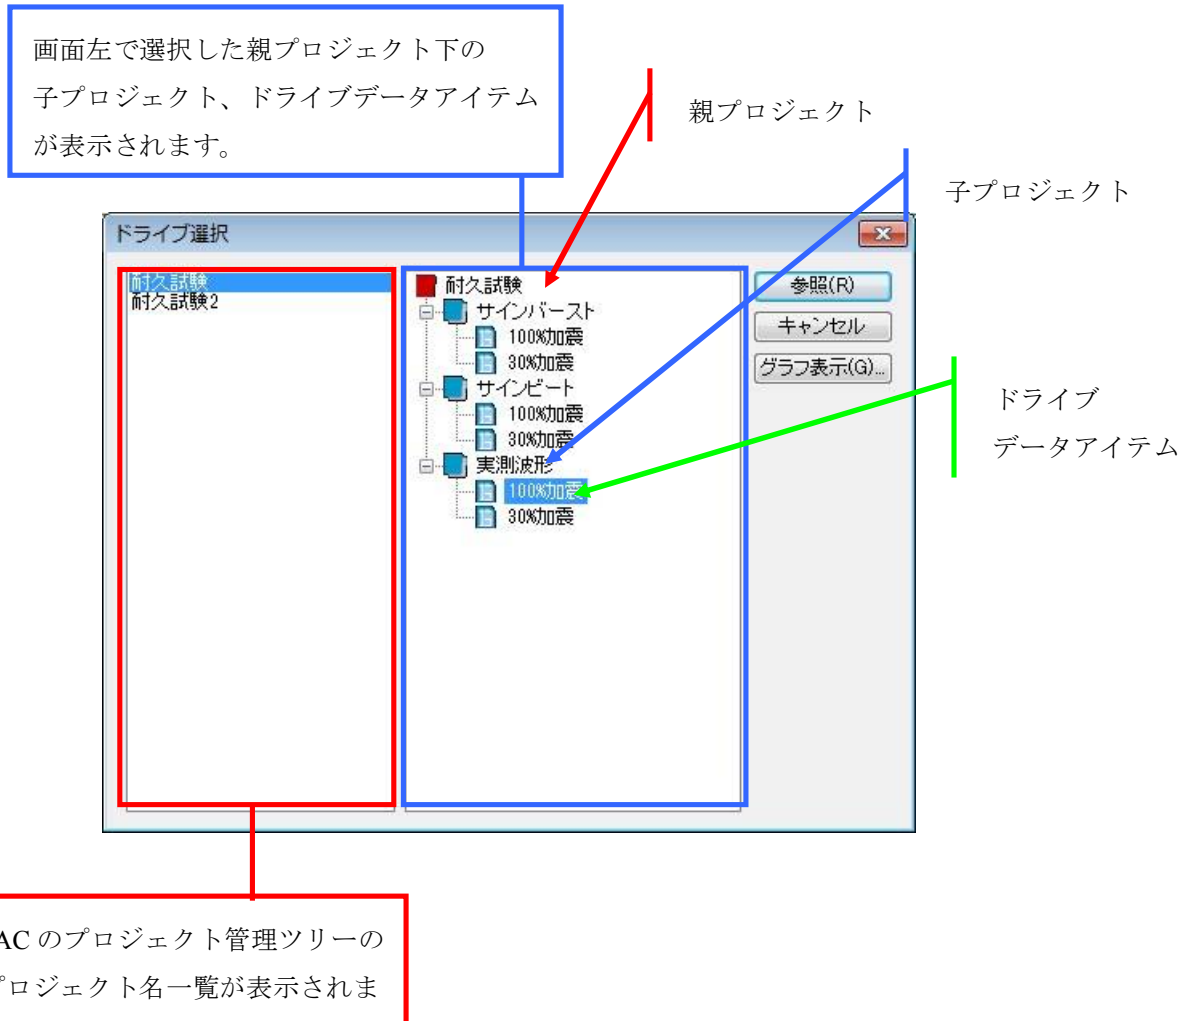 画面左で選択した親プロジェクト下の
子プロジェクト、ドライブデータアイテム
が表示されます。
親プロジェクト
子プロジェクト
ドライブ選択
耐久試験
耐久試験2
耐久試験
サインバースト
100%加震
30%加震
サインビート
100%加震
30%加震
実測波形
100%加震
30%加震
参照(R)
キャンセル
グラフ表示(G)...
ドライブ
データアイテム
ACのプロジェクト管理ツリーの
プロジェクト名一覧が表示されま